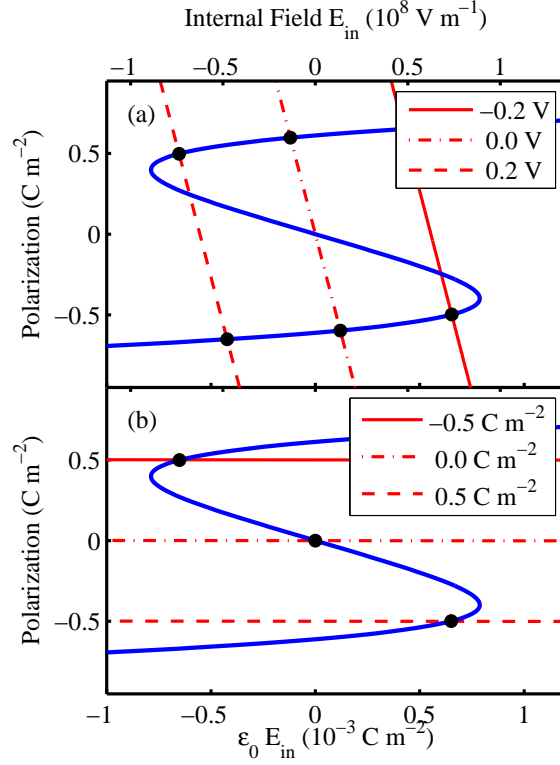 Internal Field E_in (10^8 V m^−1)
−1 −0.5 0 0.5 1
(a)
−0.2 V
0.0 V
0.2 V
Polarization (C m^−2)
0.5
0
−0.5
(b)
−0.5 C m^−2
0.0 C m^−2
0.5 C m^−2
Polarization (C m^−2)
0.5
0
−0.5
−1 −0.5 0 0.5 1
ε_0 E_in (10^−3 C m^−2)